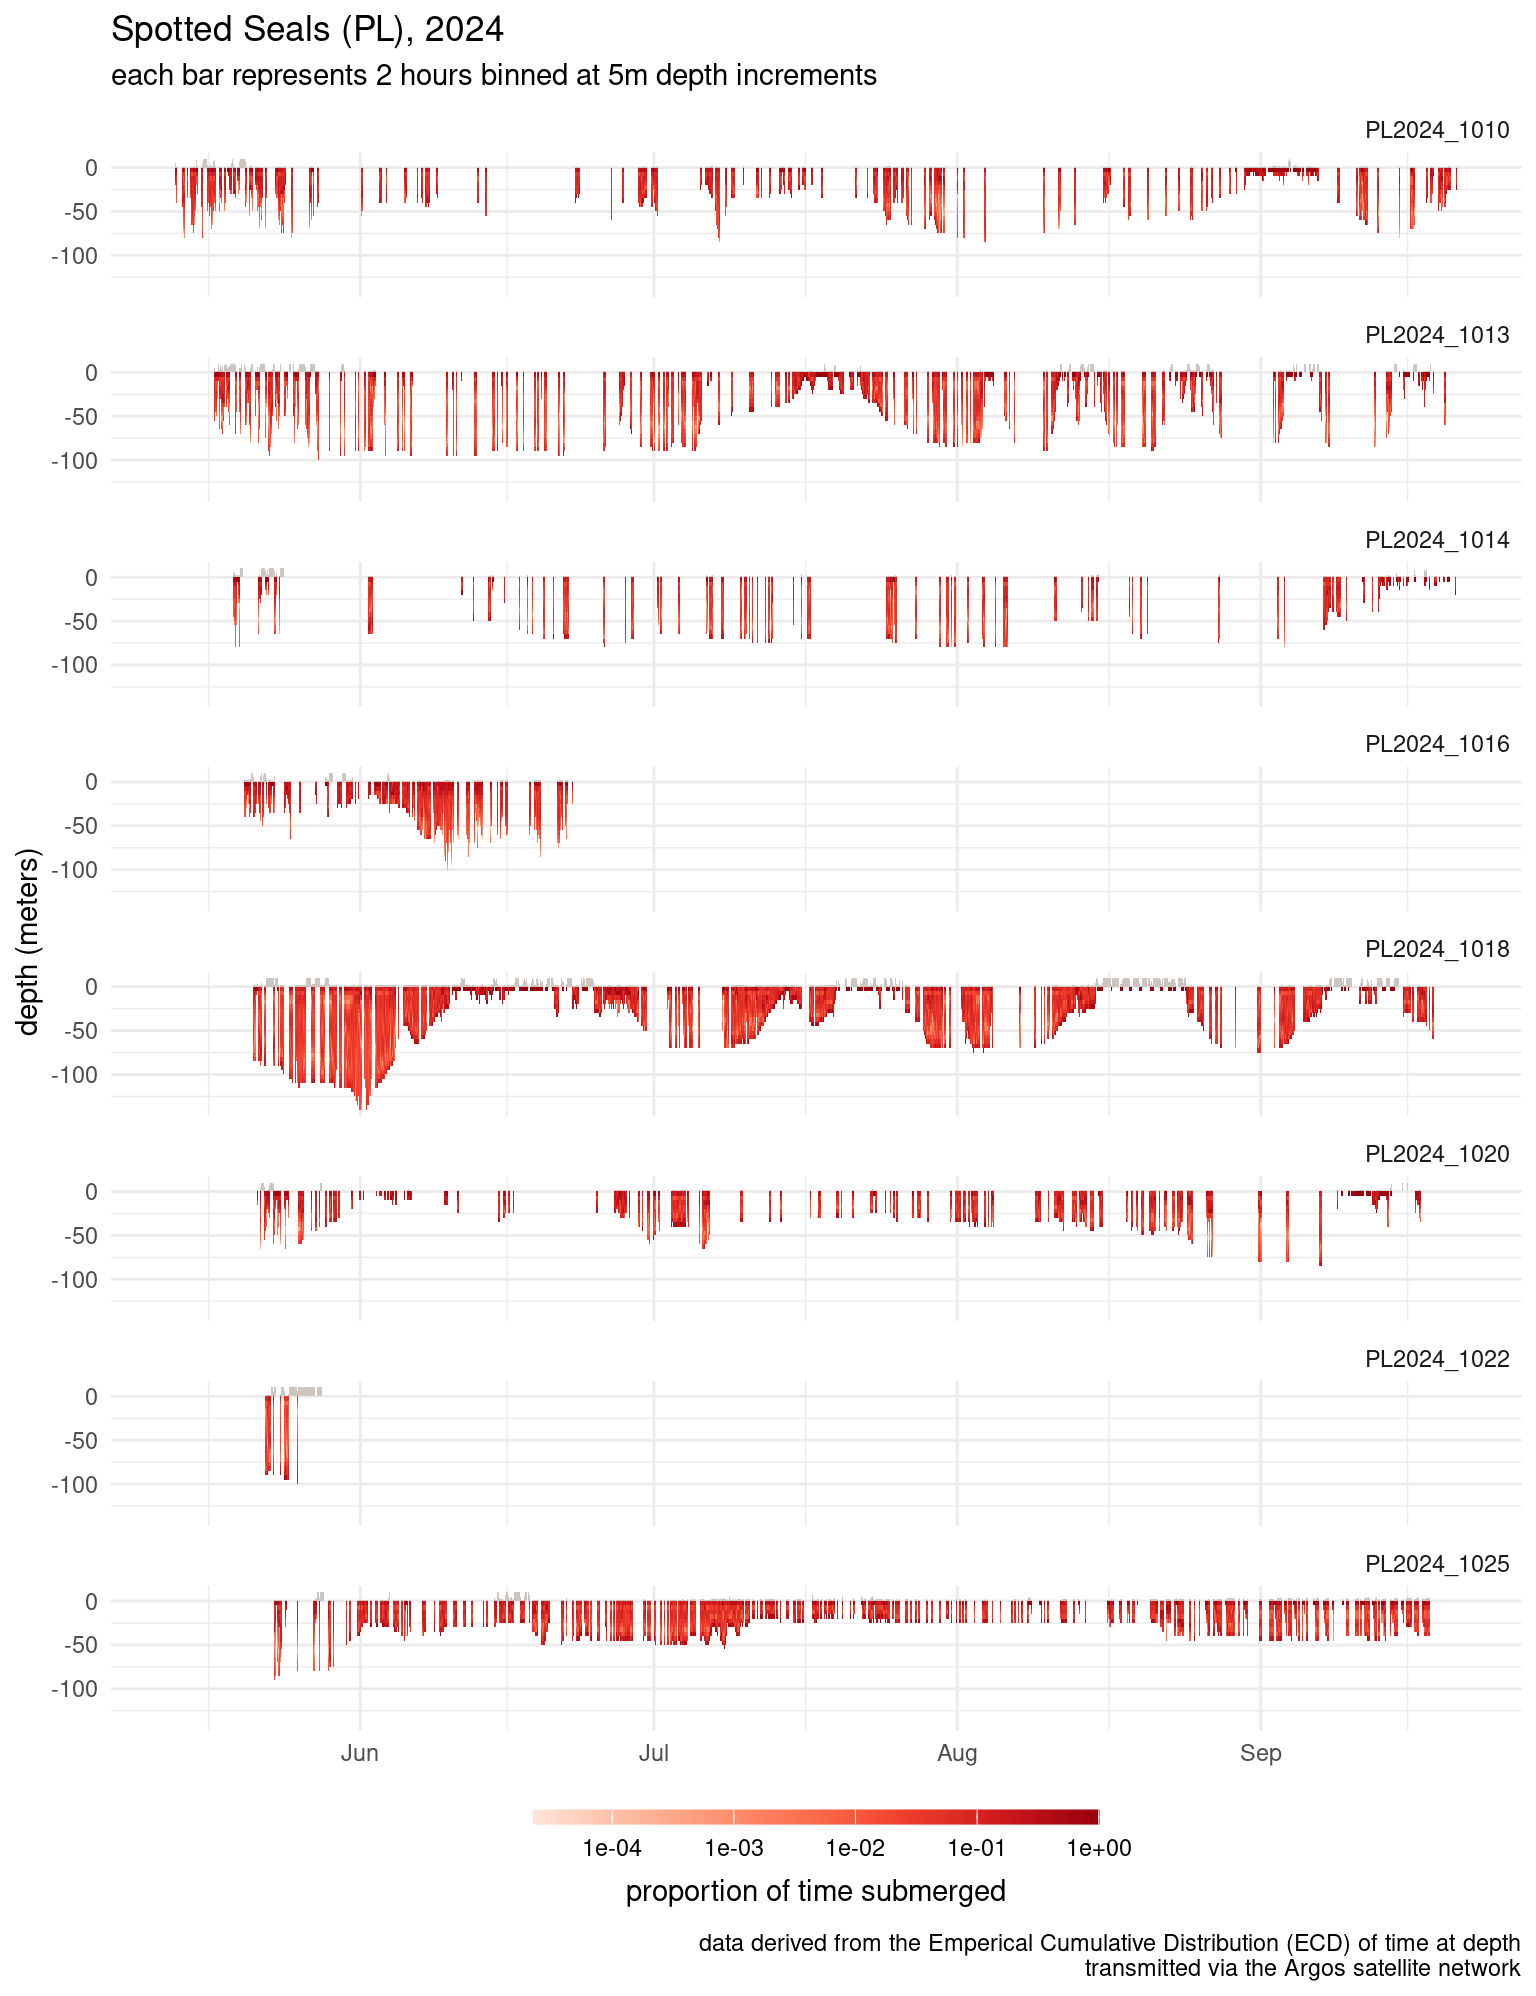 Spotted Seals (PL), 2024
each bar represents 2 hours binned at 5m depth increments
PL2024_1010
0
-50
-100
PL2024_1013
0
-50
-100
PL2024_1014
0
-50
-100
PL2024_1016
0
-50
-100
PL2024_1018
0
-50
-100
PL2024_1020
0
-50
-100
PL2024_1022
0
-50
-100
PL2024_1025
0
-50
-100
depth (meters)
Jun Jul Aug Sep
1e-04 1e-03 1e-02 1e-01 1e+00
proportion of time submerged
data derived from the Emperical Cumulative Distribution (ECD) of time at depth
transmitted via the Argos satellite network